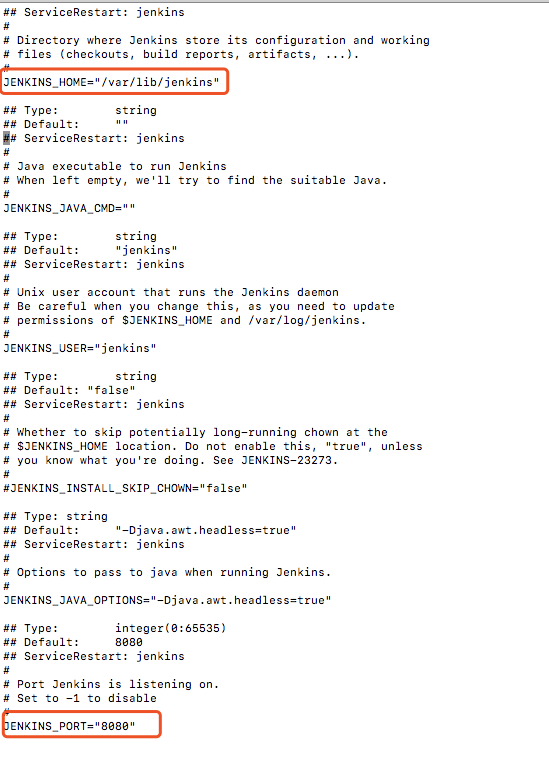 ## ServiceRestart: jenkins
#
# Directory where Jenkins store its configuration and working
# files (checkouts, build reports, artifacts, ...).
#
JENKINS_HOME="/var/lib/jenkins"
## Type:        string
## Default:     ""
## ServiceRestart: jenkins
#
# Java executable to run Jenkins
# When left empty, we'll try to find the suitable Java.
#
JENKINS_JAVA_CMD=""
## Type:        string
## Default:     "jenkins"
## ServiceRestart: jenkins
#
# Unix user account that runs the Jenkins daemon
# Be careful when you change this, as you need to update
# permissions of $JENKINS_HOME and /var/log/jenkins.
#
JENKINS_USER="jenkins"
## Type:        string
## Default: "false"
## ServiceRestart: jenkins
#
# Whether to skip potentially long-running chown at the
# $JENKINS_HOME location. Do not enable this, "true", unless
# you know what you're doing. See JENKINS-23273.
#
#JENKINS_INSTALL_SKIP_CHOWN="false"
## Type: string
## Default:     "-Djava.awt.headless=true"
## ServiceRestart: jenkins
#
# Options to pass to java when running Jenkins.
#
JENKINS_JAVA_OPTIONS="-Djava.awt.headless=true"
## Type:        integer(0:65535)
## Default:     8080
## ServiceRestart: jenkins
#
# Port Jenkins is listening on.
# Set to -1 to disable
#
JENKINS_PORT="8080"